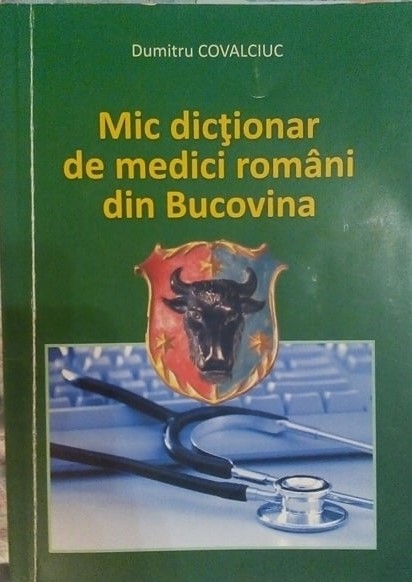 Dumitru COVALCIUC
Mic dicţionar
de medici români
din Bucovina